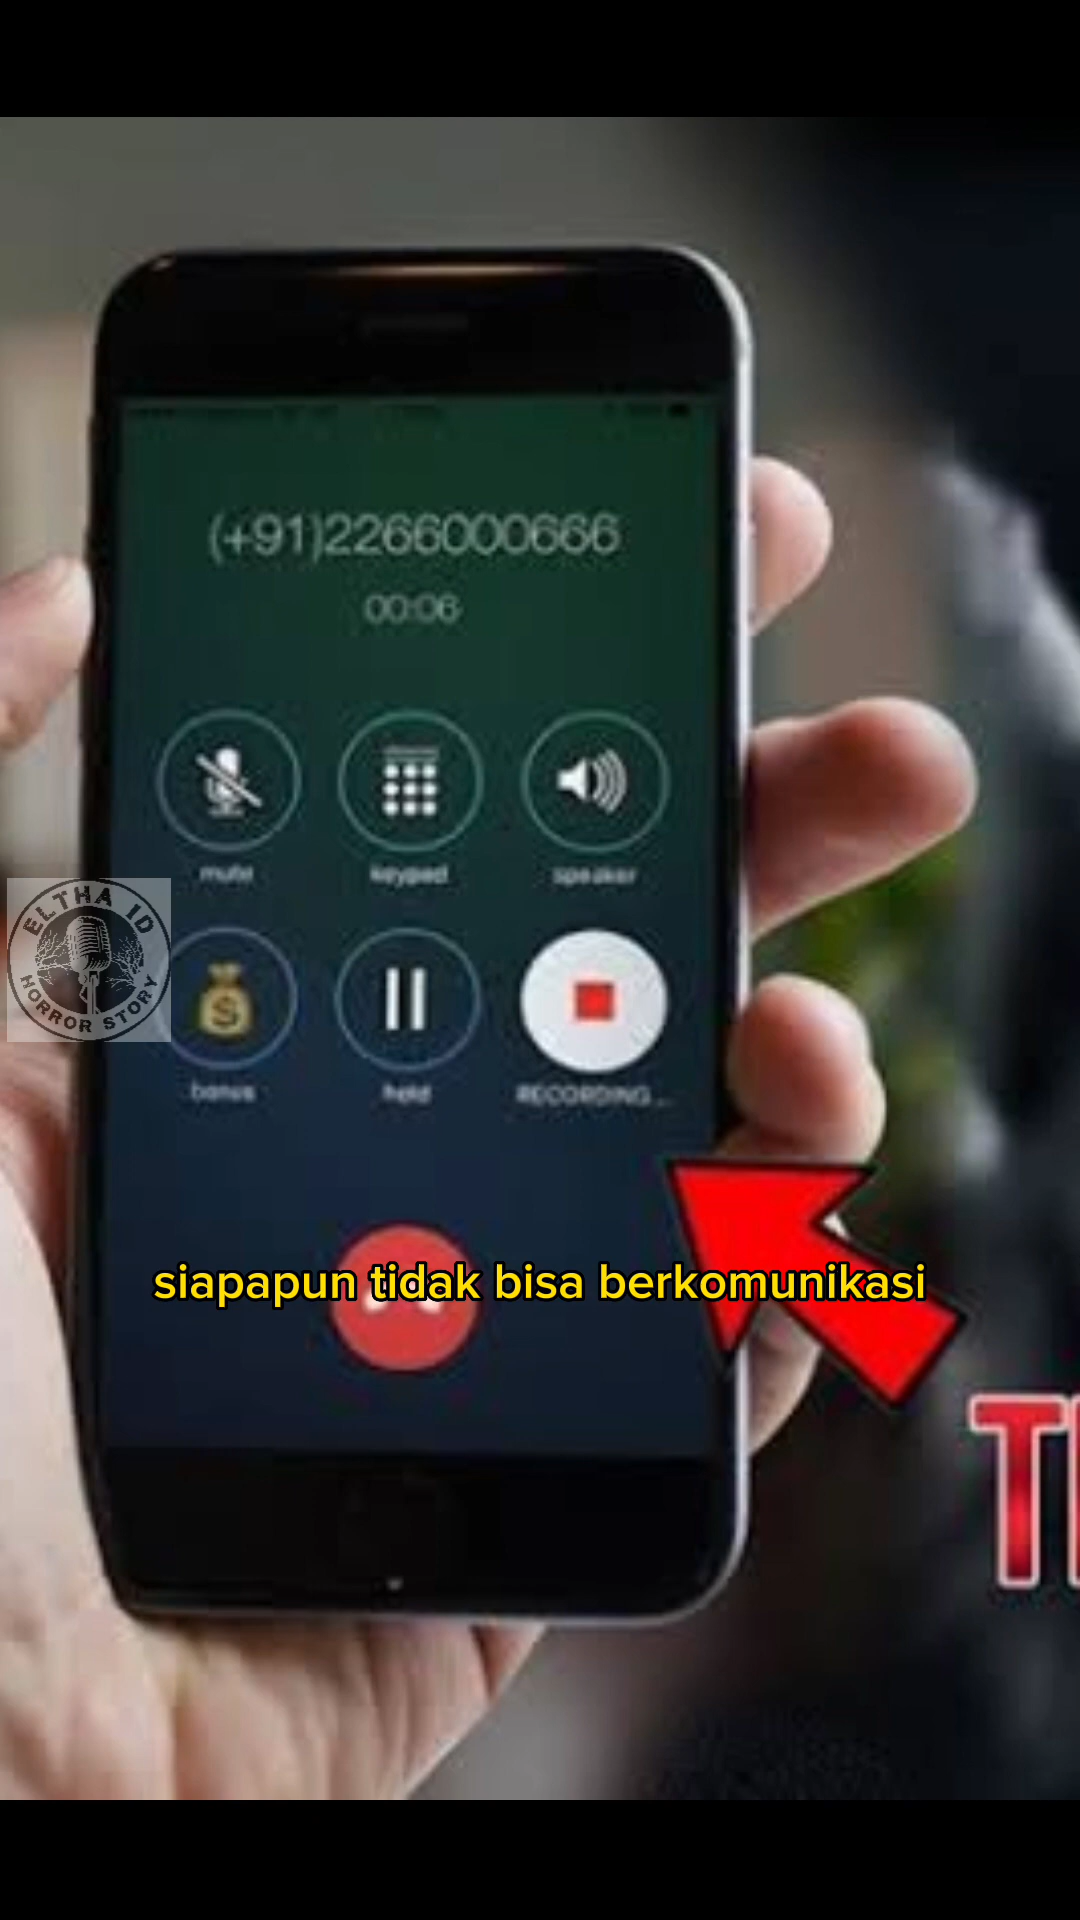 (+91)2266000666
00:06
mute
keypad
speaker
ELTHA ID
HORROR STORY
bonus
hold
RECORDING...
siapapun tidak bisa berkomunikasi